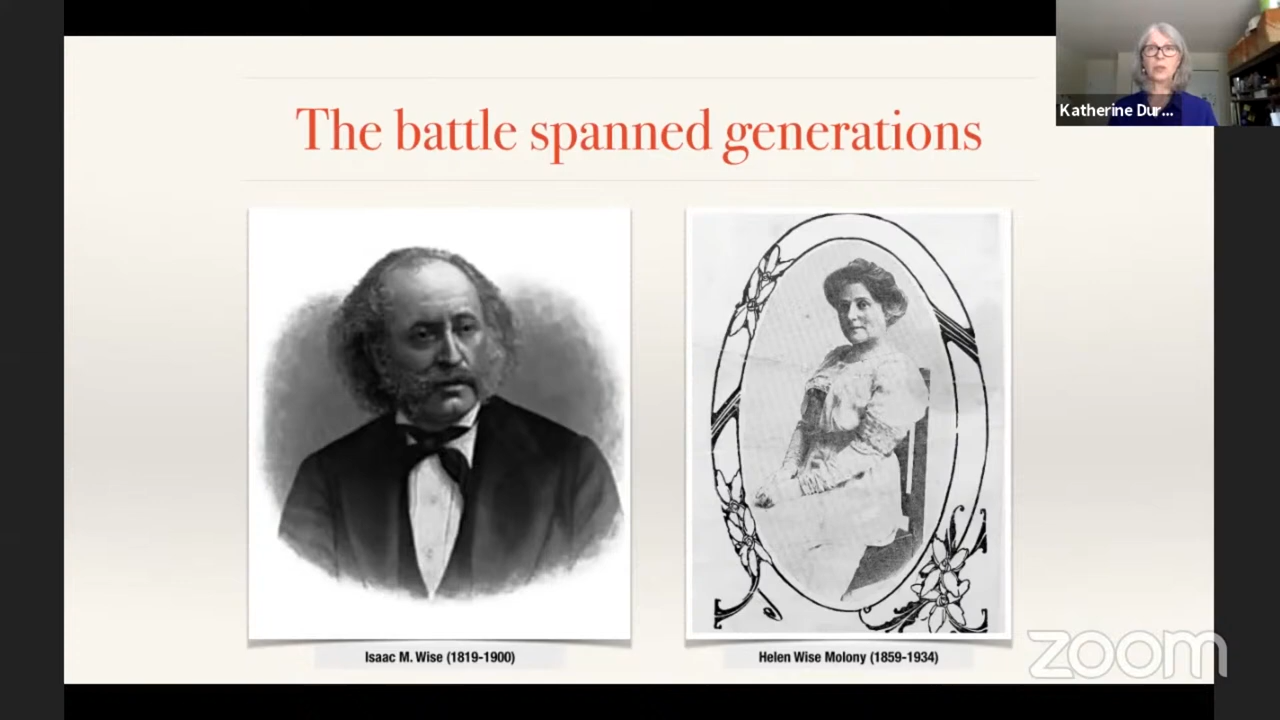 The battle spanned generations
Katherine Dur...
Isaac M. Wise (1819-1900)
Helen Wise Molony (1859-1934)
zoom